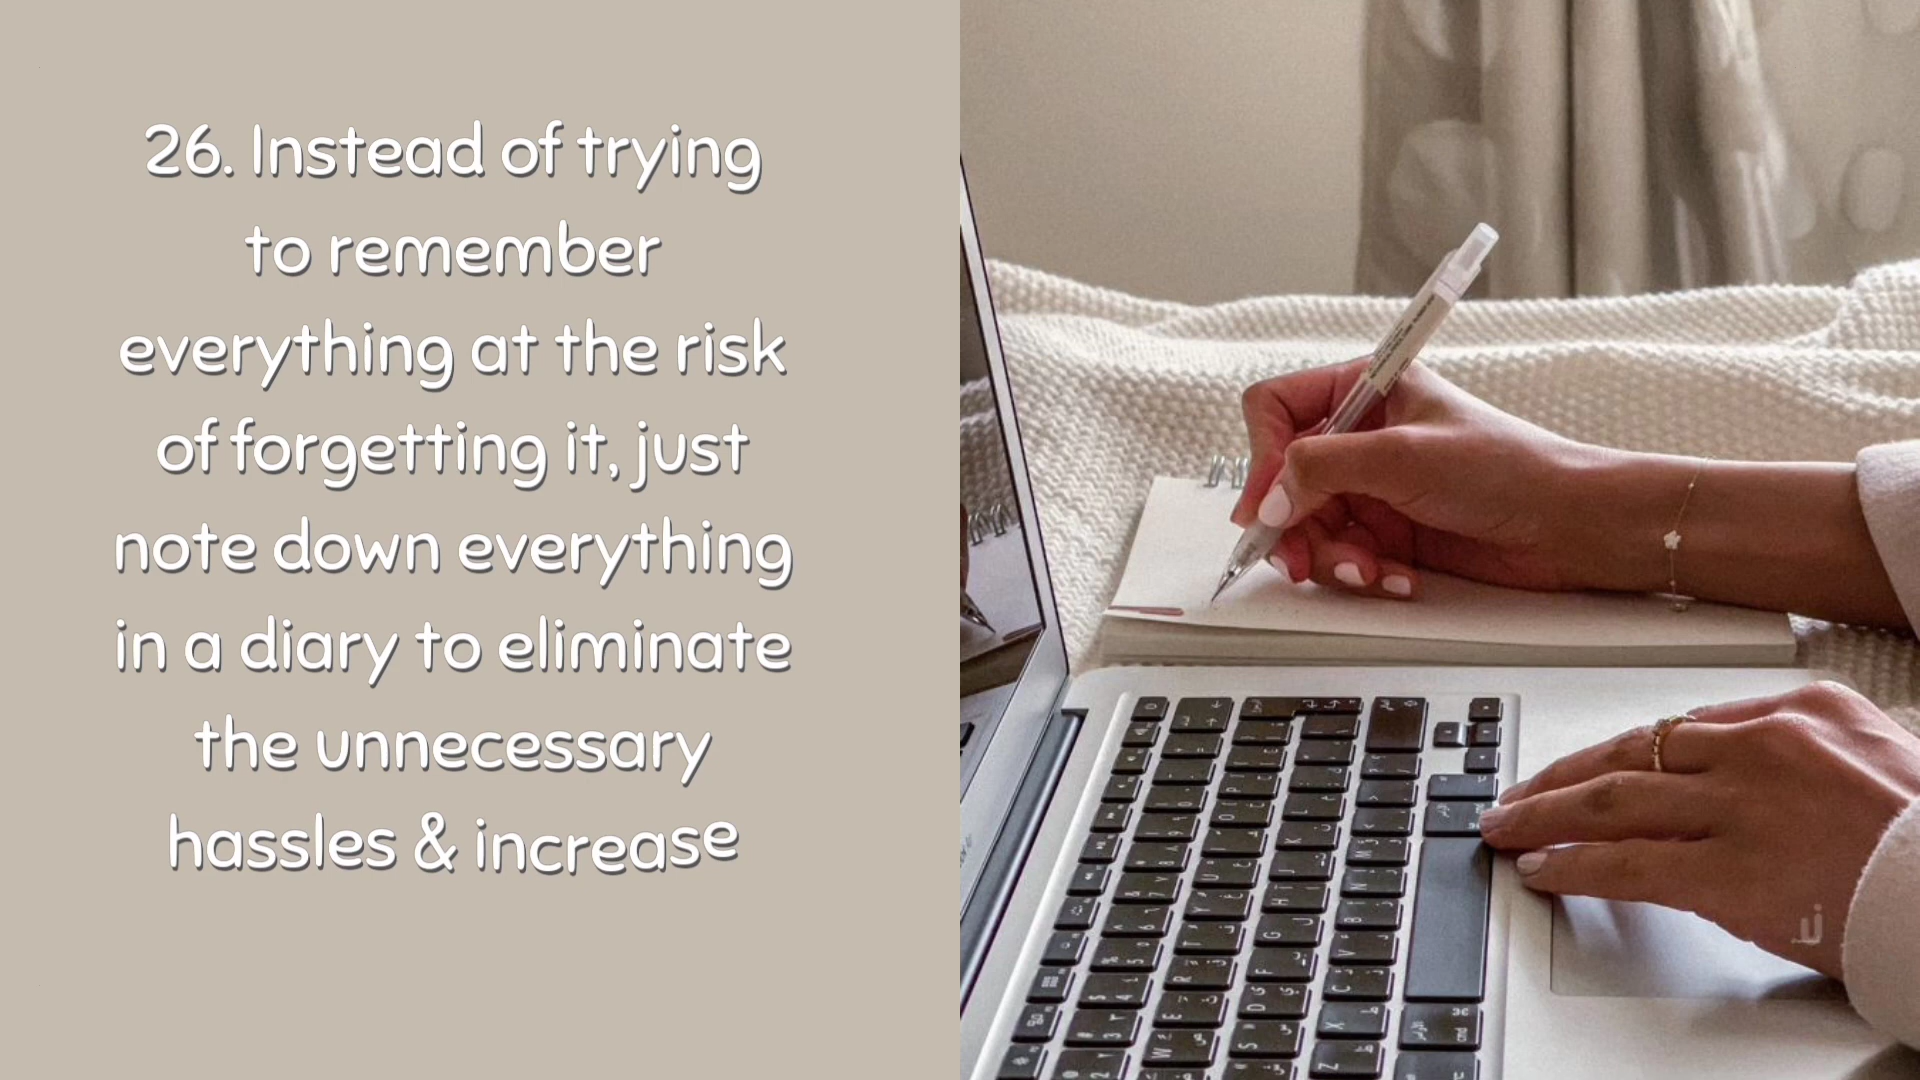 26. Instead of trying
to remember
everything at the risk
of forgetting it, just
note down everything
in a diary to eliminate
the unnecessary
hassles & increase